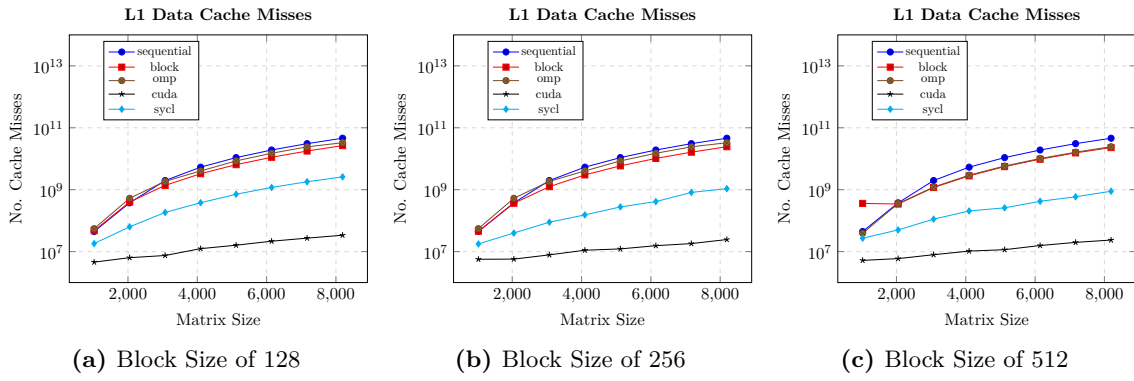 L1 Data Cache Misses
No. Cache Misses
10^13
10^11
10^9
10^7
sequential
block
omp
cuda
sycl
2,000 4,000 6,000 8,000
Matrix Size
(a) Block Size of 128
L1 Data Cache Misses
No. Cache Misses
10^13
10^11
10^9
10^7
sequential
block
omp
cuda
sycl
2,000 4,000 6,000 8,000
Matrix Size
(b) Block Size of 256
L1 Data Cache Misses
No. Cache Misses
10^13
10^11
10^9
10^7
sequential
block
omp
cuda
sycl
2,000 4,000 6,000 8,000
Matrix Size
(c) Block Size of 512